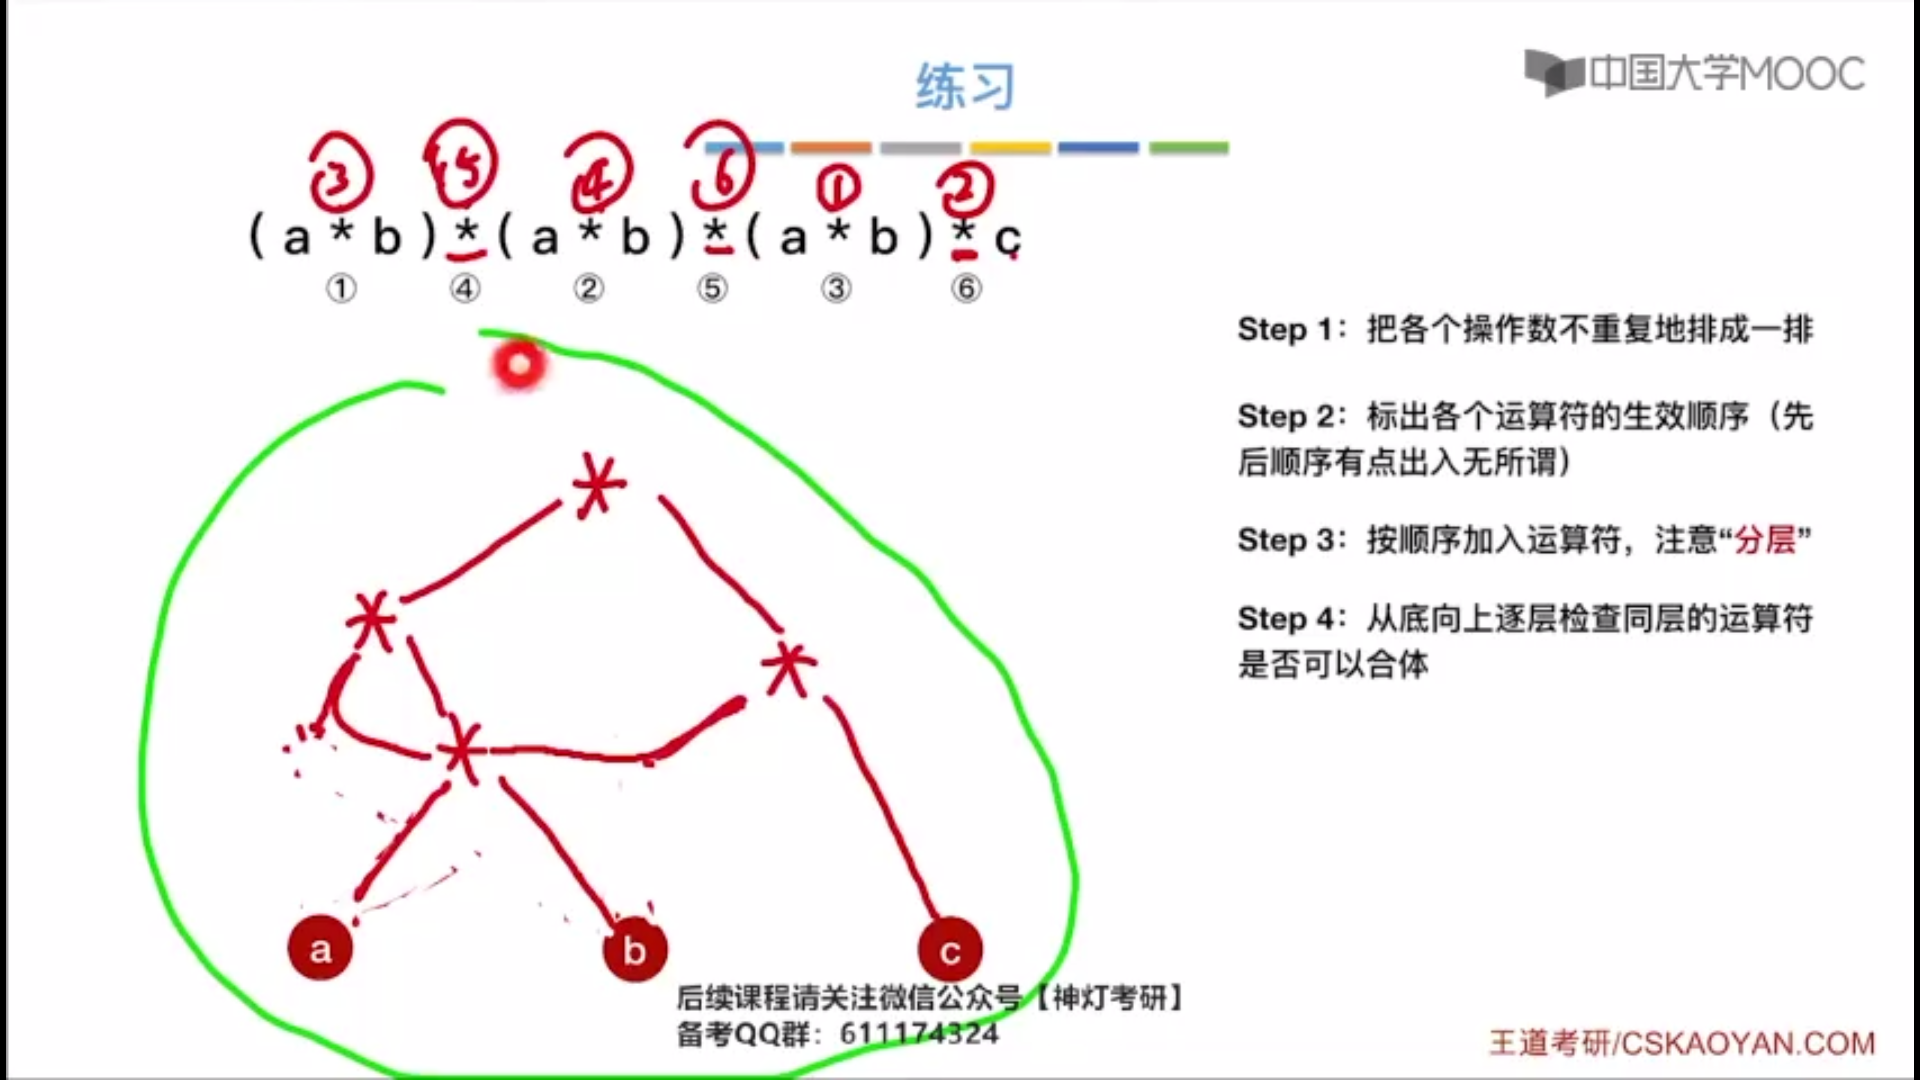 中国大学MOOC
练习
③ ⑤ ④ ⑥ ① ②
(a*b)*(a*b)*(a*b)*c
① ④ ② ⑤ ③ ⑥
Step 1：把各个操作数不重复地排成一排
Step 2：标出各个运算符的生效顺序（先
后顺序有点出入无所谓）
Step 3：按顺序加入运算符，注意“分层”
Step 4：从底向上逐层检查同层的运算符
是否可以合体
*
*
*
*
a b c
后续课程请关注微信公众号【神灯考研】
备考QQ群：611174324
王道考研/CSKAOYAN.COM